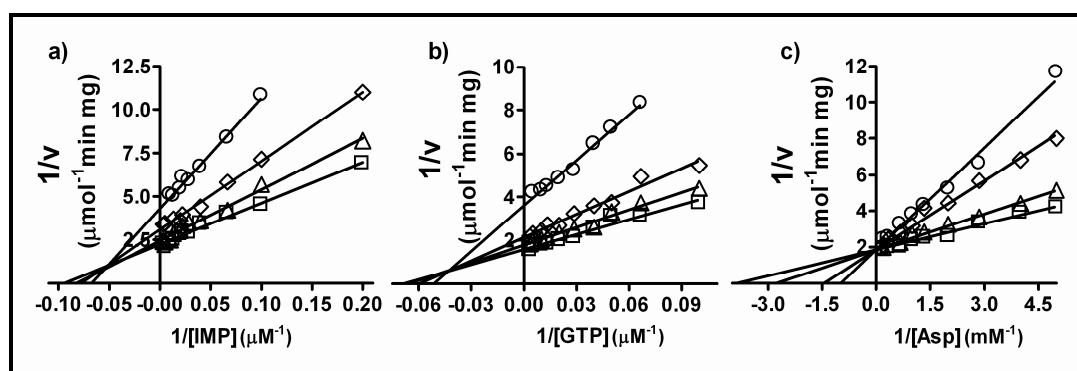 a)
12.5
10.0
7.5
5.0
2.5
1/v
(μmol⁻¹min mg)
-0.10
-0.05
-0.00
0.05
0.10
0.15
0.20
1/[IMP] (μM⁻¹)
b)
10
8
6
4
2
1/v
(μmol⁻¹min mg)
-0.06
-0.03
0.00
0.03
0.06
0.09
1/[GTP] (μM⁻¹)
c)
12
10
8
6
4
2
1/v
(μmol⁻¹min mg)
-3.0
-1.5
0.0
1.5
3.0
4.5
1/[Asp] (mM⁻¹)